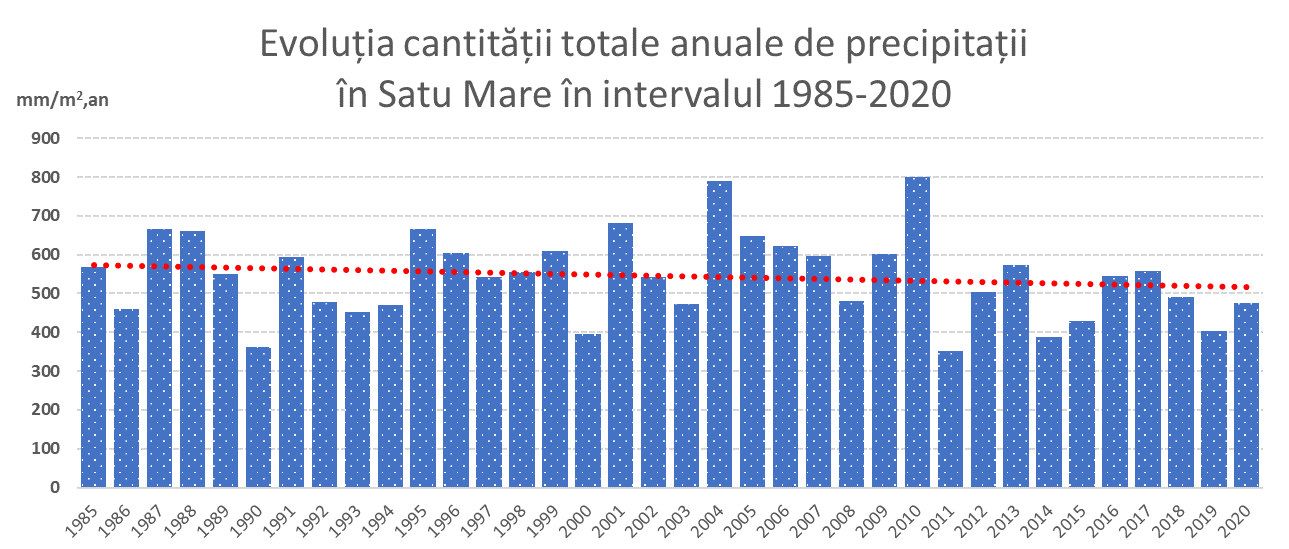 Evoluția cantității totale anuale de precipitații
în Satu Mare în intervalul 1985-2020
mm/m²,an
900
800
700
600
500
400
300
200
100
0
1985 1986 1987 1988 1989 1990 1991 1992 1993 1994 1995 1996 1997 1998 1999 2000 2001 2002 2003 2004 2005 2006 2007 2008 2009 2010 2011 2012 2013 2014 2015 2016 2017 2018 2019 2020